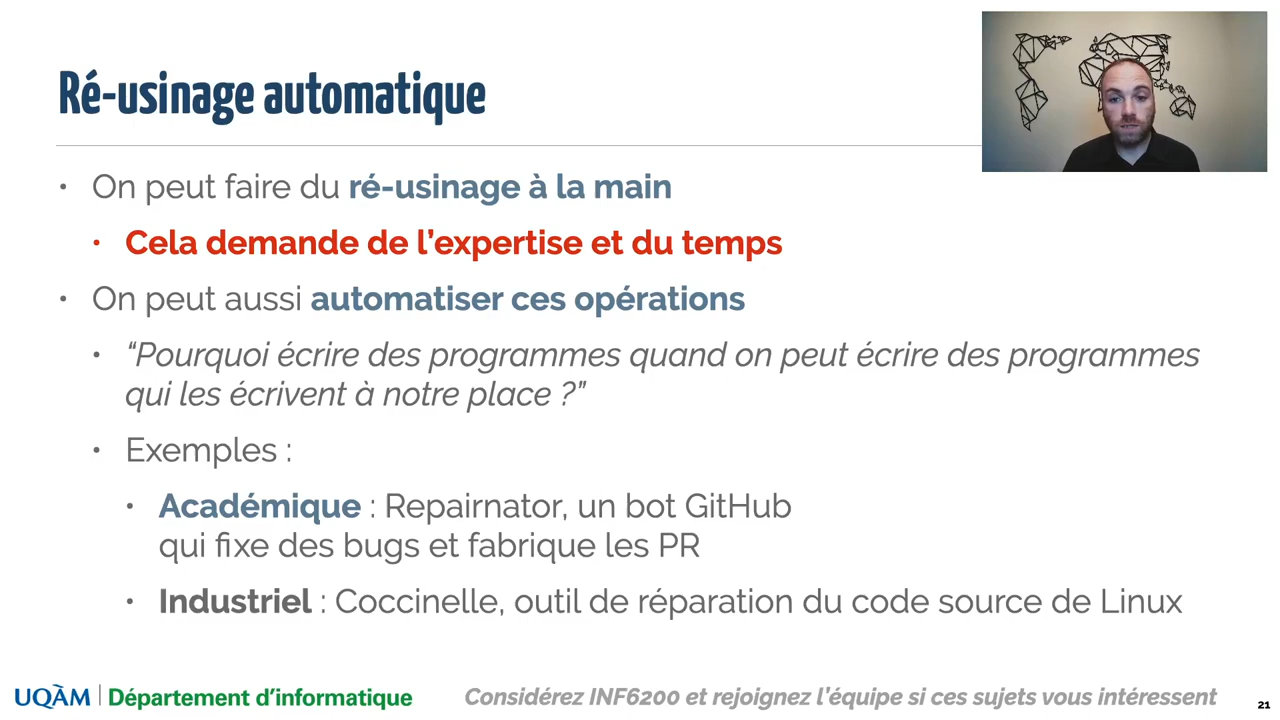 Ré-usinage automatique
• On peut faire du ré-usinage à la main
• Cela demande de l’expertise et du temps
• On peut aussi automatiser ces opérations
• “Pourquoi écrire des programmes quand on peut écrire des programmes
qui les écrivent à notre place ?”
• Exemples :
• Académique : Repairnator, un bot GitHub
qui fixe des bugs et fabrique les PR
• Industriel : Coccinelle, outil de réparation du code source de Linux
UQÀM | Département d’informatique
Considérez INF6200 et rejoignez l’équipe si ces sujets vous intéressent
21